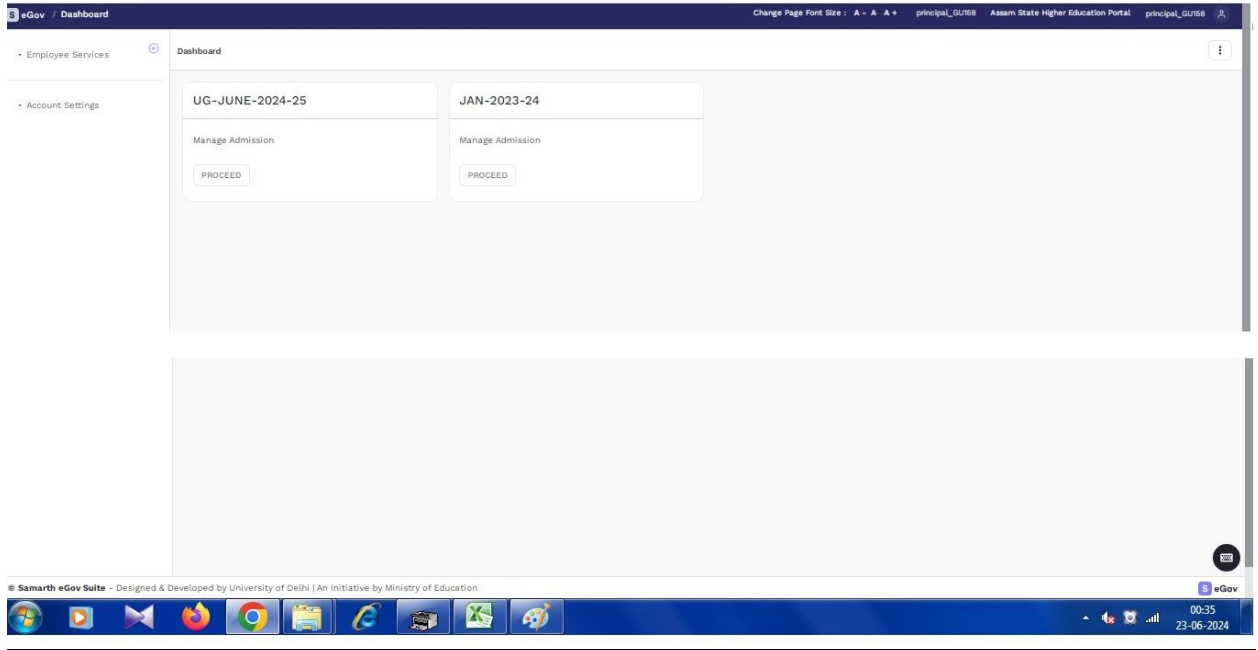 S eGov / Dashboard
Change Page Font Size : A - A A + principal_GU158 Assam State Higher Education Portal principal_GU158
• Employee Services
Dashboard
• Account Settings
UG-JUNE-2024-25
JAN-2023-24
Manage Admission
Manage Admission
PROCEED
PROCEED
© Samarth eGov Suite - Designed & Developed by University of Delhi | An Initiative by Ministry of Education
S eGov
00:35
23-06-2024